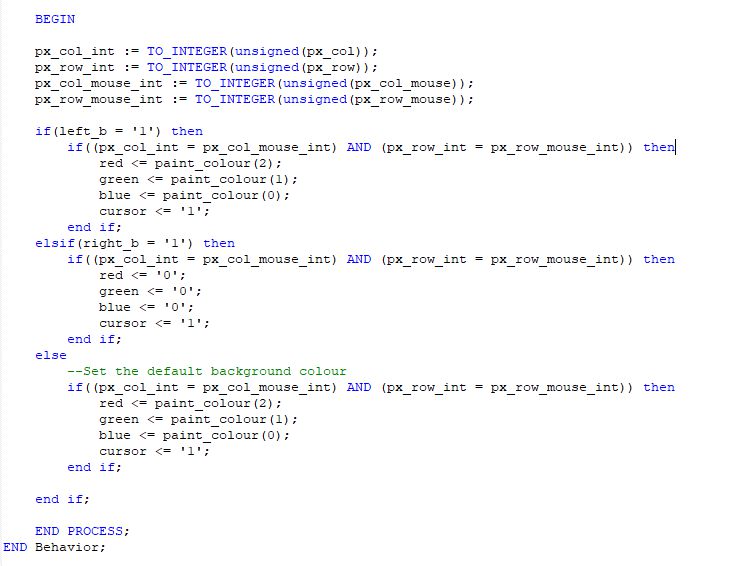 BEGIN
px_col_int := TO_INTEGER(unsigned(px_col));
px_row_int := TO_INTEGER(unsigned(px_row));
px_col_mouse_int := TO_INTEGER(unsigned(px_col_mouse));
px_row_mouse_int := TO_INTEGER(unsigned(px_row_mouse));
if(left_b = '1') then
if((px_col_int = px_col_mouse_int) AND (px_row_int = px_row_mouse_int)) then
red <= paint_colour(2);
green <= paint_colour(1);
blue <= paint_colour(0);
cursor <= '1';
end if;
elsif(right_b = '1') then
if((px_col_int = px_col_mouse_int) AND (px_row_int = px_row_mouse_int)) then
red <= '0';
green <= '0';
blue <= '0';
cursor <= '1';
end if;
else
--Set the default background colour
if((px_col_int = px_col_mouse_int) AND (px_row_int = px_row_mouse_int)) then
red <= paint_colour(2);
green <= paint_colour(1);
blue <= paint_colour(0);
cursor <= '1';
end if;
end if;
END PROCESS;
END Behavior;